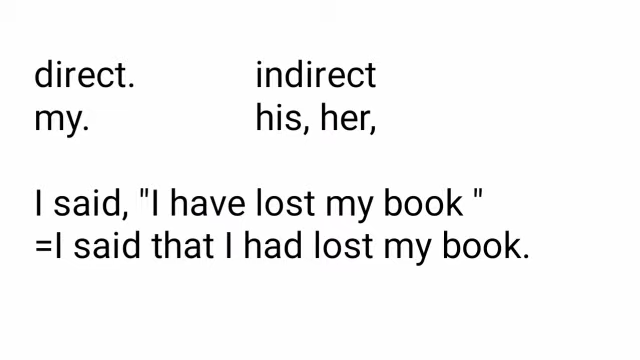 direct. indirect
my. his, her,
I said, "I have lost my book "
=I said that I had lost my book.